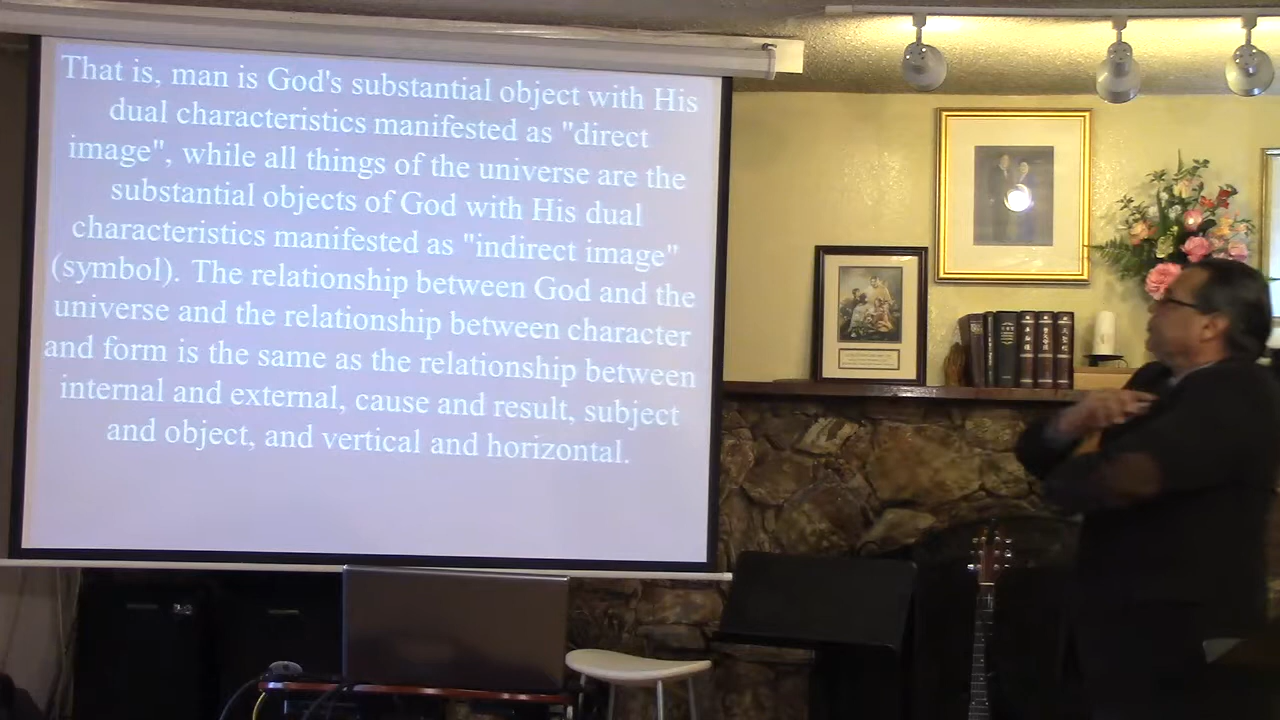 That is, man is God's substantial object with His
dual characteristics manifested as "direct
image", while all things of the universe are the
substantial objects of God with His dual
characteristics manifested as "indirect image"
(symbol). The relationship between God and the
universe and the relationship between character
and form is the same as the relationship between
internal and external, cause and result, subject
and object, and vertical and horizontal.